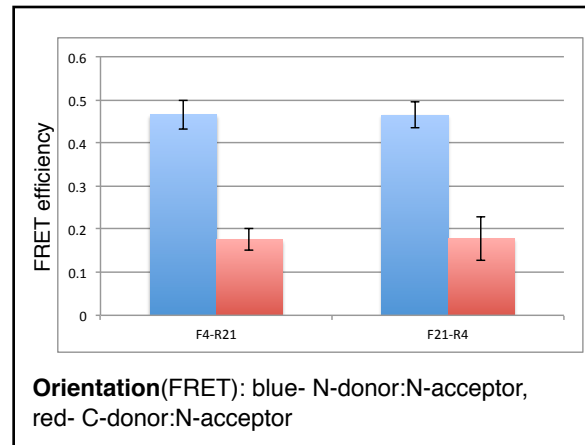 FRET efficiency
0.6
0.5
0.4
0.3
0.2
0.1
0
F4-R21
F21-R4
Orientation(FRET): blue- N-donor:N-acceptor,
red- C-donor:N-acceptor